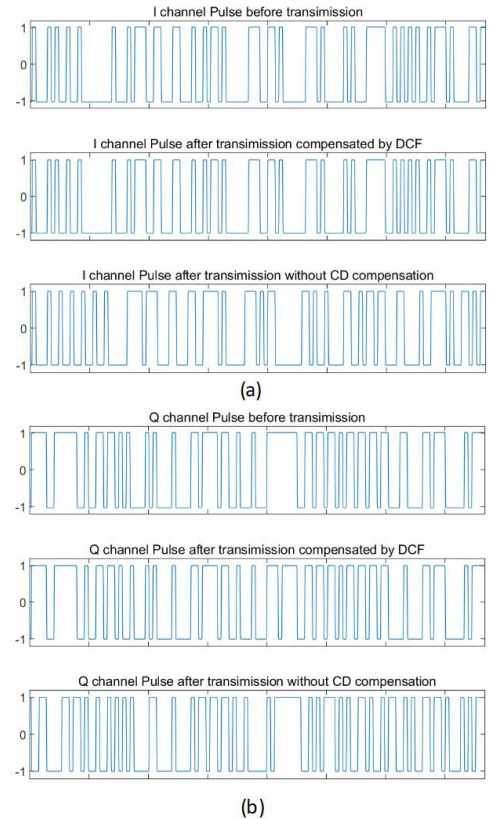 I channel Pulse before transimission
1
0
-1
I channel Pulse after transimission compensated by DCF
1
0
-1
I channel Pulse after transimission without CD compensation
1
0
-1
(a)
Q channel Pulse before transimission
1
0
-1
Q channel Pulse after transimission compensated by DCF
1
0
-1
Q channel Pulse after transimission without CD compensation
1
0
-1
(b)